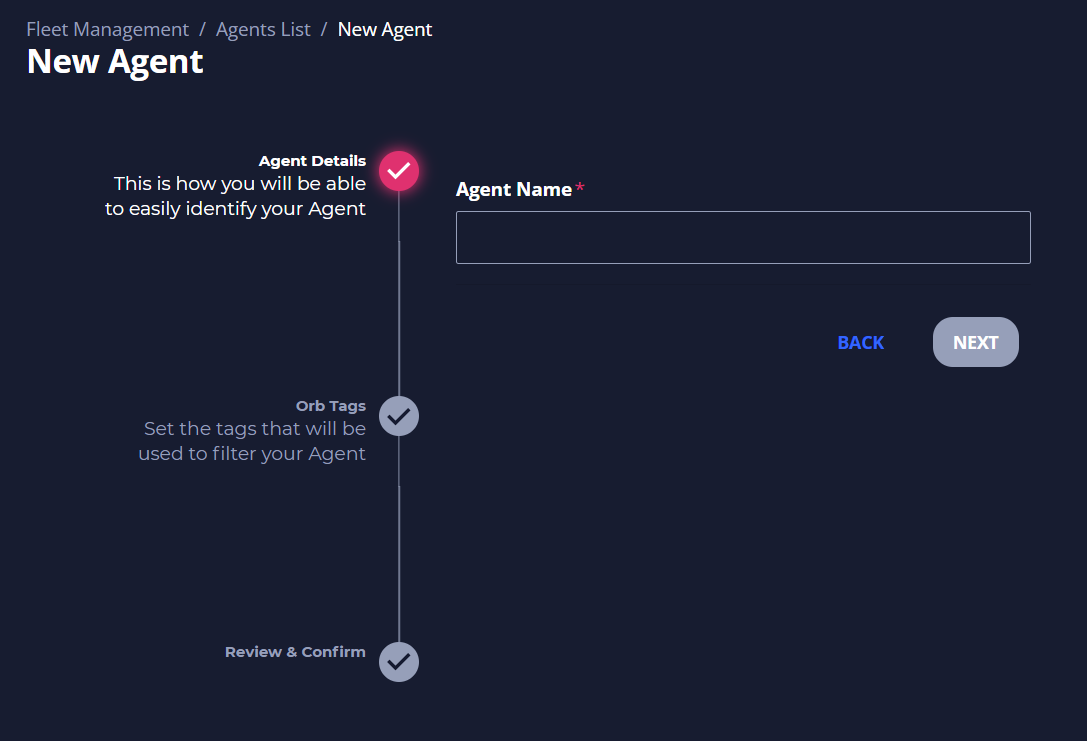 Fleet Management / Agents List / New Agent
New Agent
Agent Details
This is how you will be able
to easily identify your Agent
Agent Name*
BACK
NEXT
Orb Tags
Set the tags that will be
used to filter your Agent
Review & Confirm